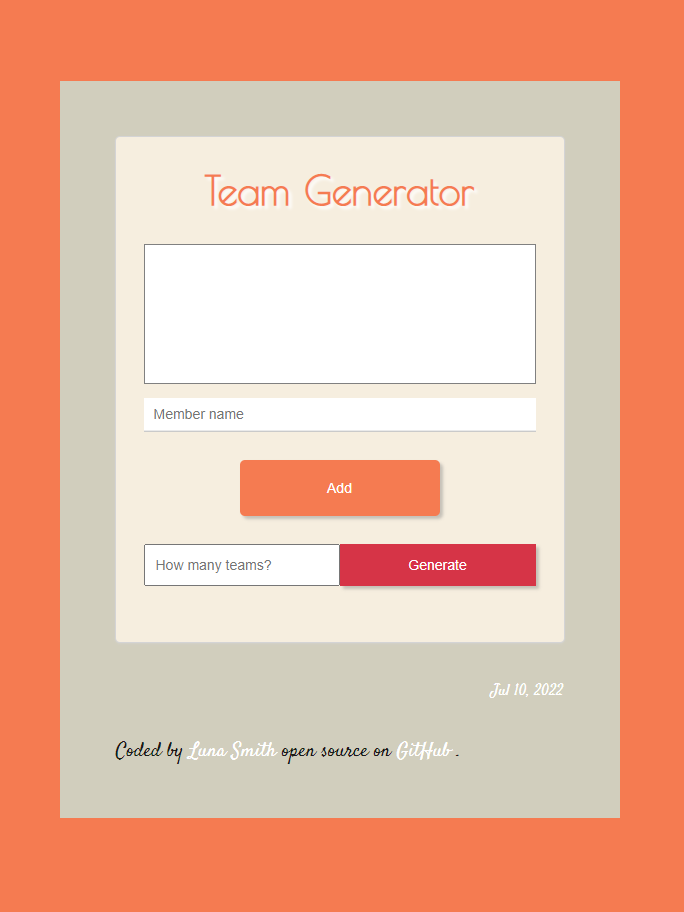 Team Generator
Member name
Add
How many teams?
Generate
Jul 10, 2022
Coded by Luna Smith open source on GitHub .